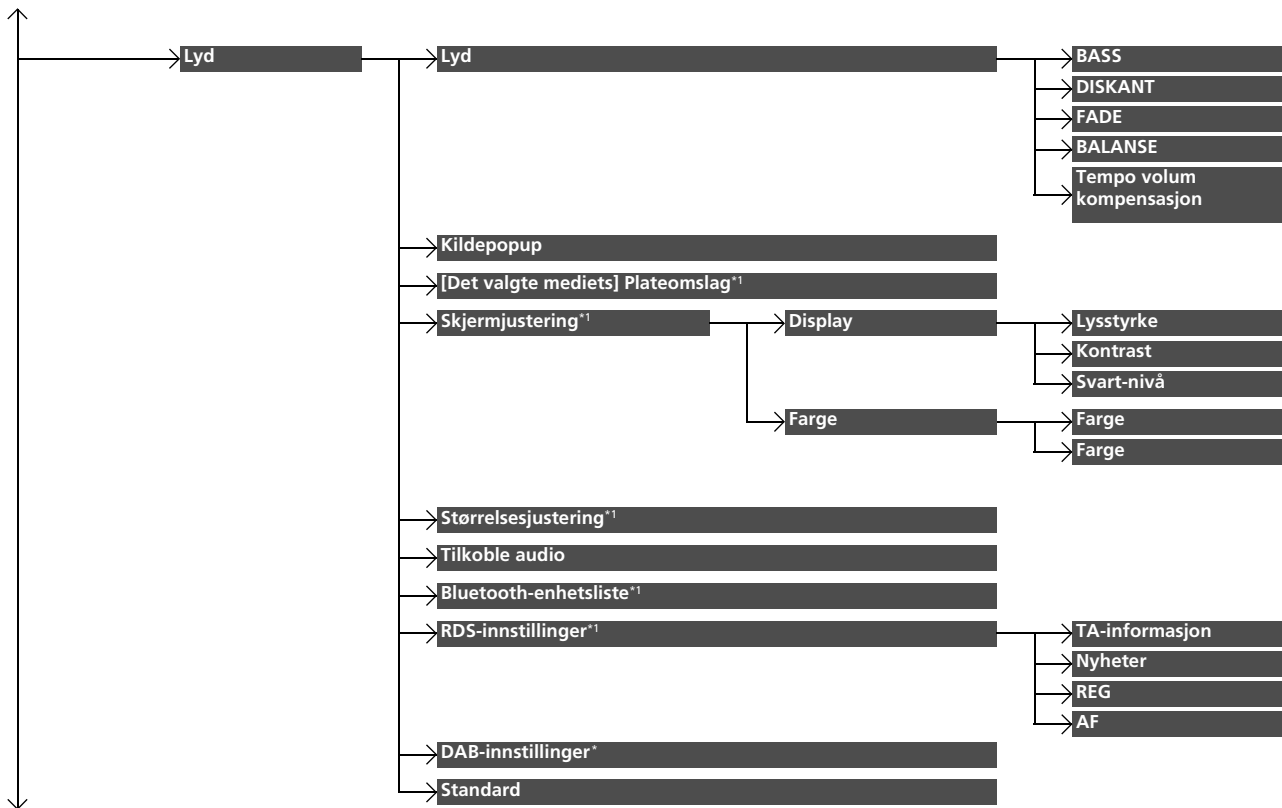 Lyd
Lyd
BASS
DISKANT
FADE
BALANSE
Tempo volum
kompensasjon
Kildepopup
[Det valgte mediets] Plateomslag*1
Skjermjustering*1
Display
Lysstyrke
Kontrast
Svart-nivå
Farge
Farge
Farge
Størrelsesjustering*1
Tilkoble audio
Bluetooth-enhetsliste*1
RDS-innstillinger*1
TA-informasjon
Nyheter
REG
AF
DAB-innstillinger*
Standard